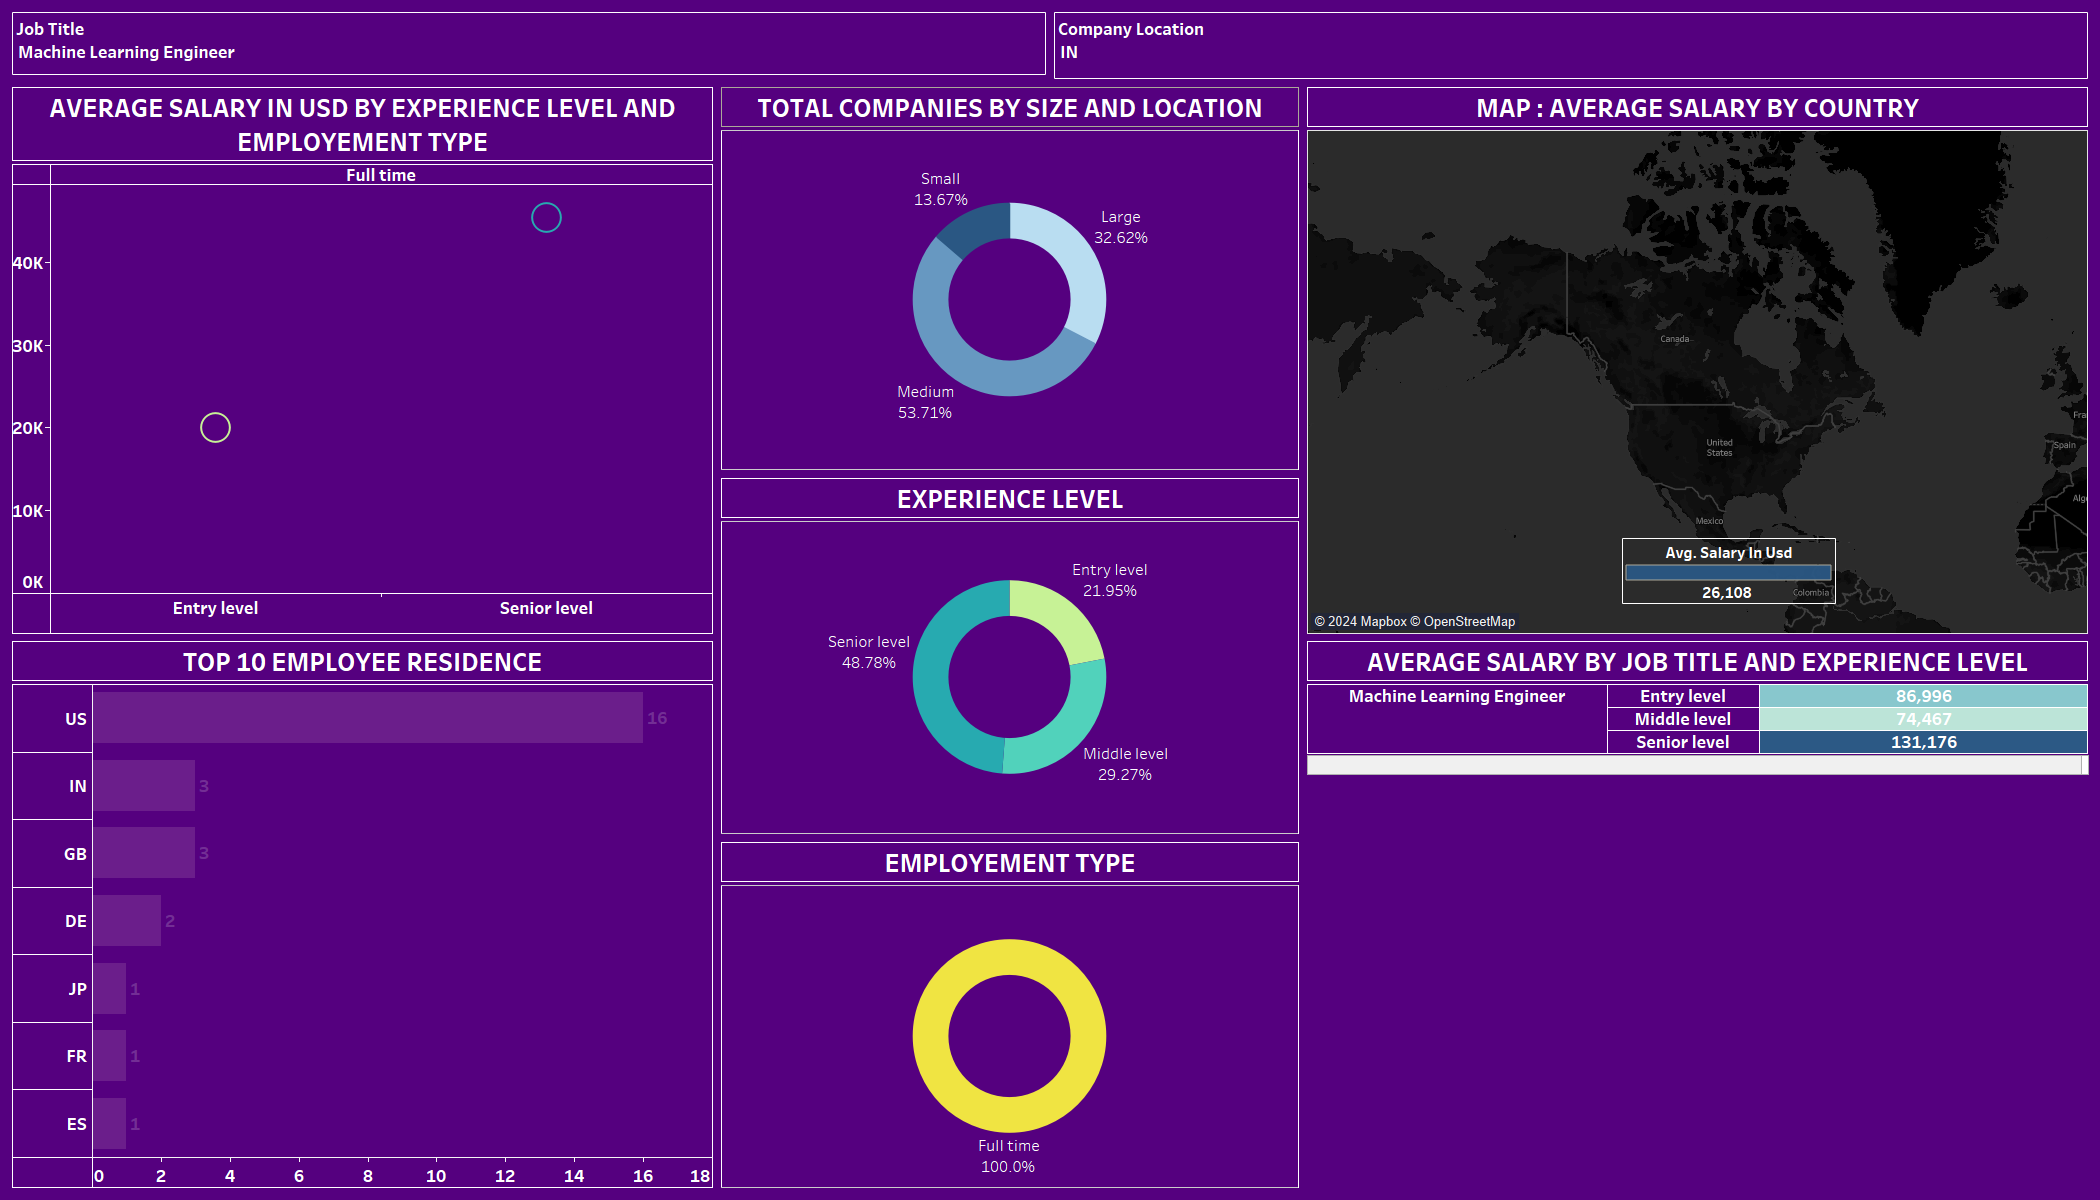 Job Title
Machine Learning Engineer
Company Location
IN
AVERAGE SALARY IN USD BY EXPERIENCE LEVEL AND
EMPLOYEMENT TYPE
Full time
40K
30K
20K
10K
0K
Entry level
Senior level
TOP 10 EMPLOYEE RESIDENCE
US
16
IN
3
GB
3
DE
2
JP
1
FR
1
ES
1
0 2 4 6 8 10 12 14 16 18
TOTAL COMPANIES BY SIZE AND LOCATION
Small
13.67%
Large
32.62%
Medium
53.71%
EXPERIENCE LEVEL
Entry level
21.95%
Senior level
48.78%
Middle level
29.27%
EMPLOYEMENT TYPE
Full time
100.0%
MAP : AVERAGE SALARY BY COUNTRY
Canada
United
States
Mexico
Fra
Spain
Alg
Colombia
Avg. Salary In Usd
26,108
© 2024 Mapbox © OpenStreetMap
AVERAGE SALARY BY JOB TITLE AND EXPERIENCE LEVEL
Machine Learning Engineer
Entry level
86,996
Middle level
74,467
Senior level
131,176